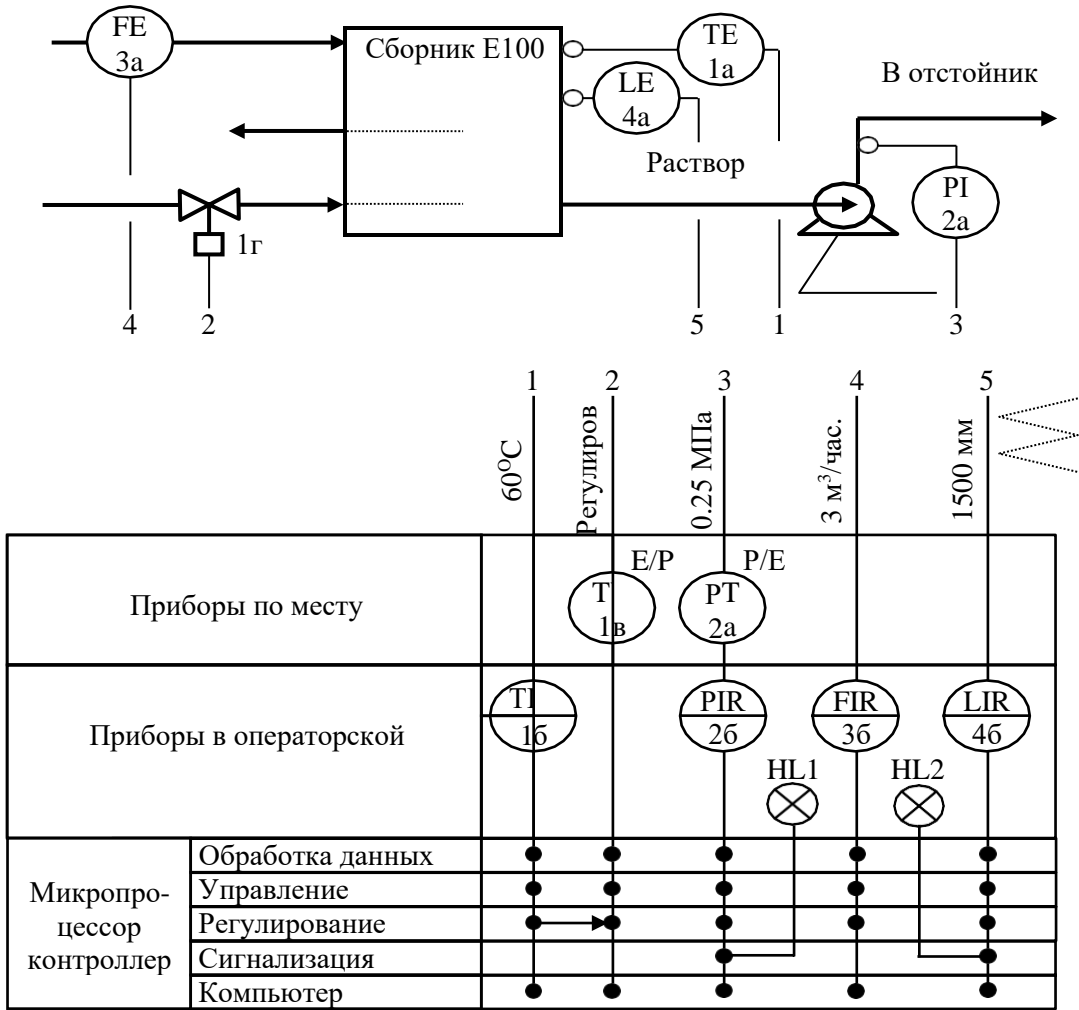 FE
3а
Сборник Е100
TE
1а
LE
4а
В отстойник
Раствор
PI
2а
1г
4
2
5
1
3
1
2
3
4
5
60⁰С
Регулиров
0.25 МПа
3 м³/час.
1500 мм
Приборы по месту
E/P
P/E
T
1в
PT
2а
Приборы в операторской
TI
1б
PIR
2б
FIR
3б
LIR
4б
HL1
HL2
Микропро-
цессор
контроллер
Обработка данных
Управление
Регулирование
Сигнализация
Компьютер